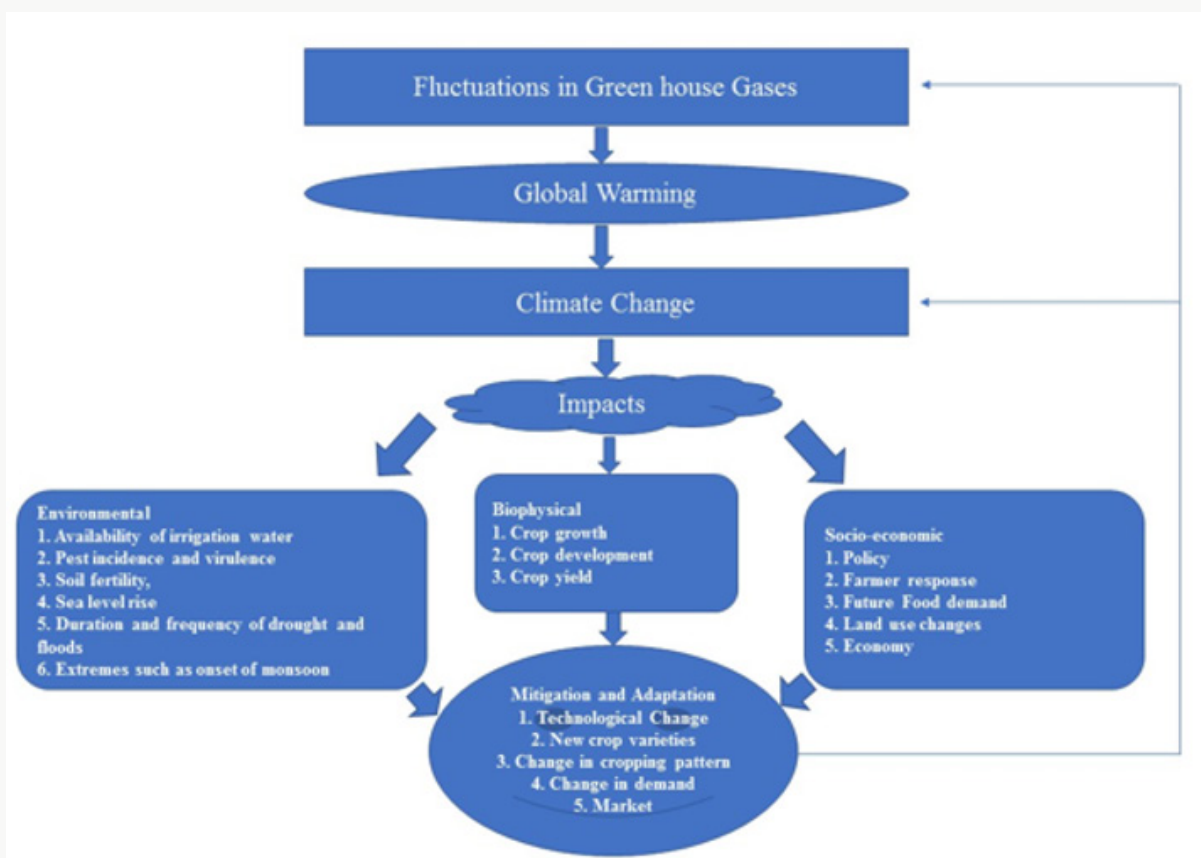 Fluctuations in Green house Gases
Global Warming
Climate Change
Impacts
Environmental
1. Availability of irrigation water
2. Pest incidence and virulence
3. Soil fertility,
4. Sea level rise
5. Duration and frequency of drought and
floods
6. Extremes such as onset of monsoon
Biophysical
1. Crop growth
2. Crop development
3. Crop yield
Socio-economic
1. Policy
2. Farmer response
3. Future Food demand
4. Land use changes
5. Economy
Mitigation and Adaptation
1. Technological Change
2. New crop varieties
3. Change in cropping pattern
4. Change in demand
5. Market